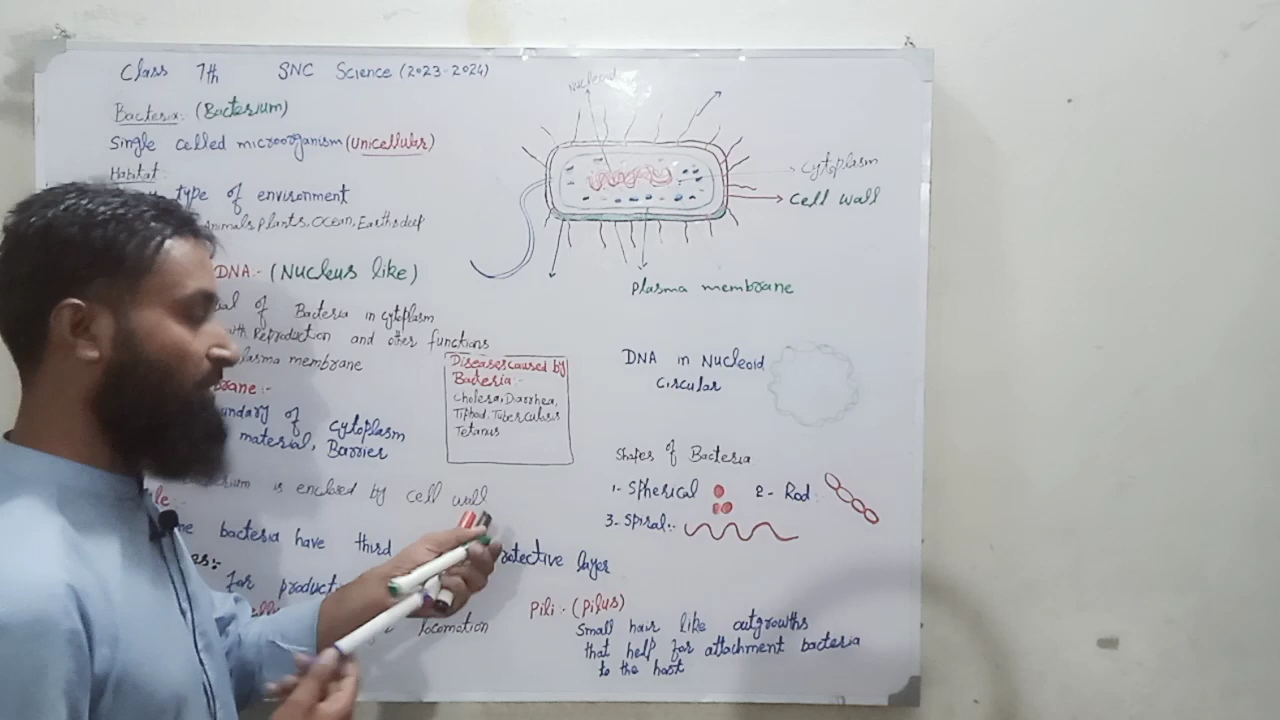 Class 7th SNC Science (2023-2024)
Bacteria: (Bacterium)
Single celled microorganism (unicellular)
Habitat:
type of environment
Animals, Plants, Ocean, Earth's deep
DNA:- (Nucleus like)
of Bacteria in cytoplasm
with Reproduction and other functions
plasma membrane
:-
of cytoplasm
material, Barrier
is enclosed by cell wall
bacteria have third
protective layer
for
locomotion
Diseases caused by
Bacteria:-
Cholera, Diarrhea,
Tiphod, Tuberculosis
Tetanus
Nucleoid
Cytoplasm
Cell wall
Plasma membrane
DNA in Nucleoid
Circular
Shapes of Bacteria
1- Spherical 2- Rod:
3- Spiral:-
Pili:- (Pilus)
Small hair like outgrowths
that help for attachment bacteria
to the host